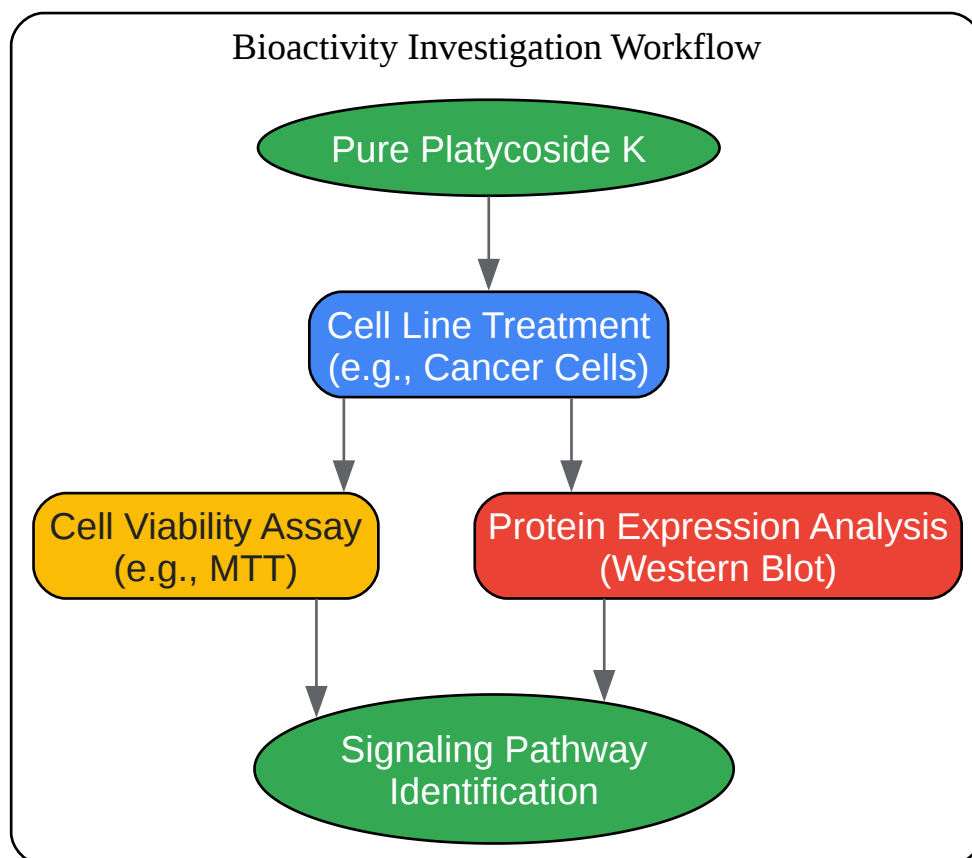 Bioactivity Investigation Workflow
Pure Platycoside K
Cell Line Treatment
(e.g., Cancer Cells)
Cell Viability Assay
(e.g., MTT)
Protein Expression Analysis
(Western Blot)
Signaling Pathway
Identification